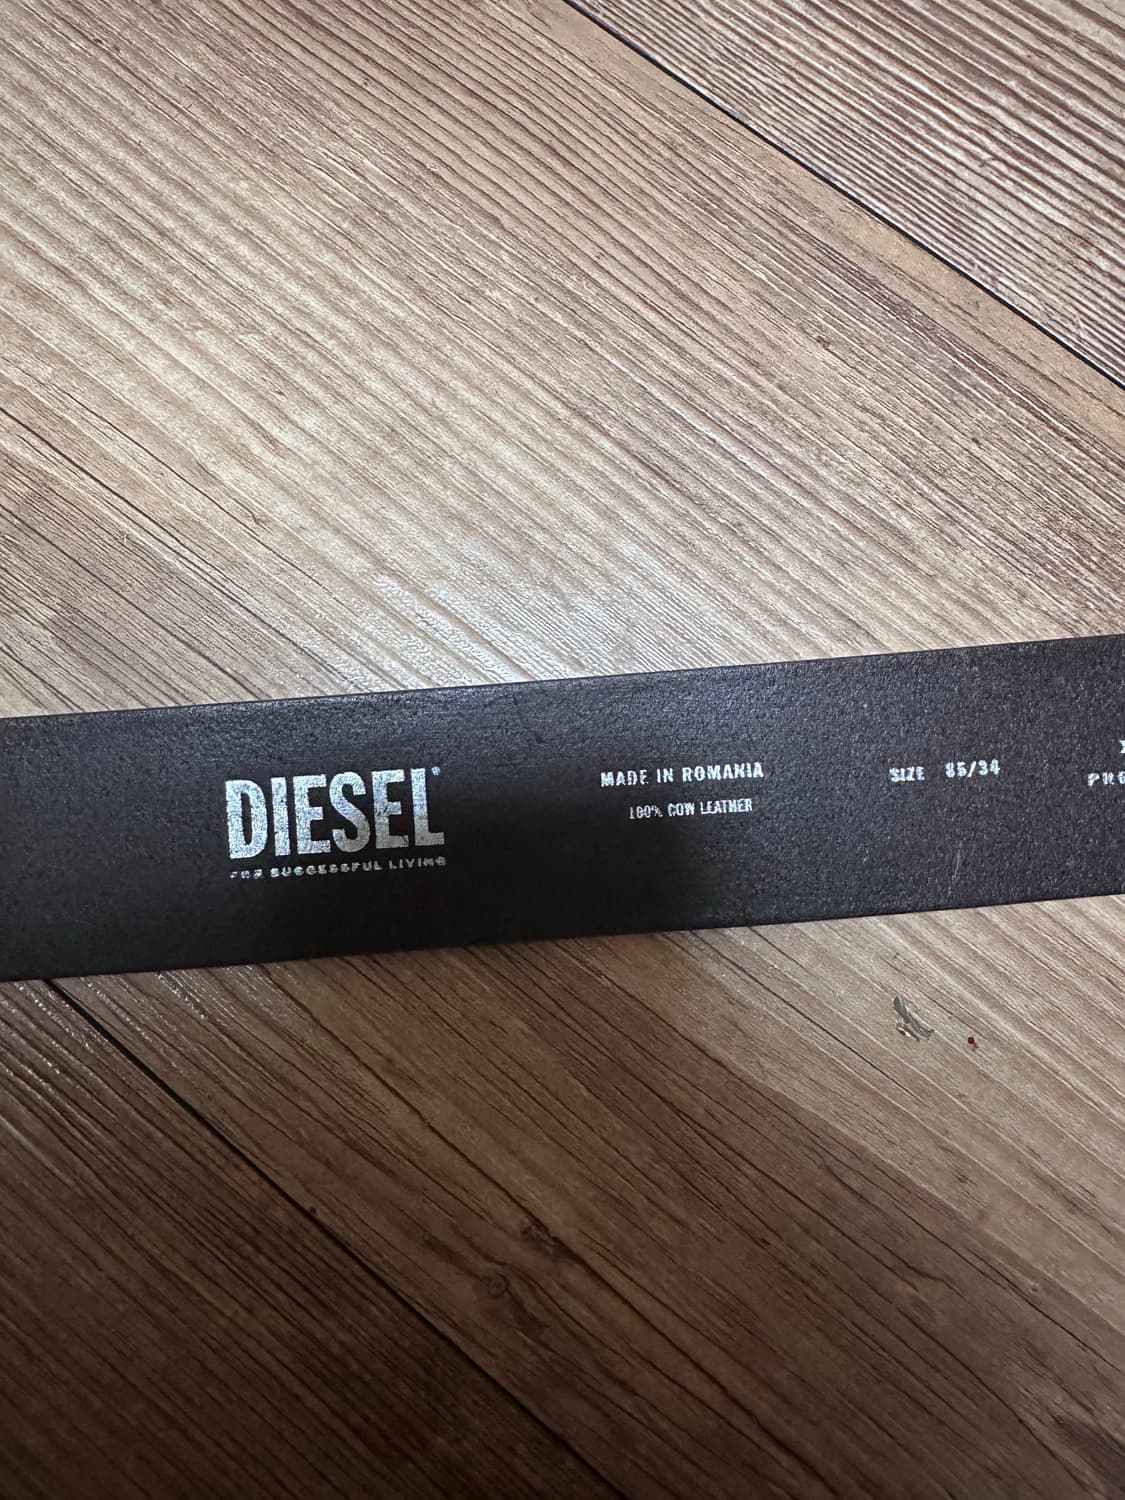 DIESEL®
FOR SUCCESSFUL LIVING
MADE IN ROMANIA
100% COW LEATHER
SIZE 85/34